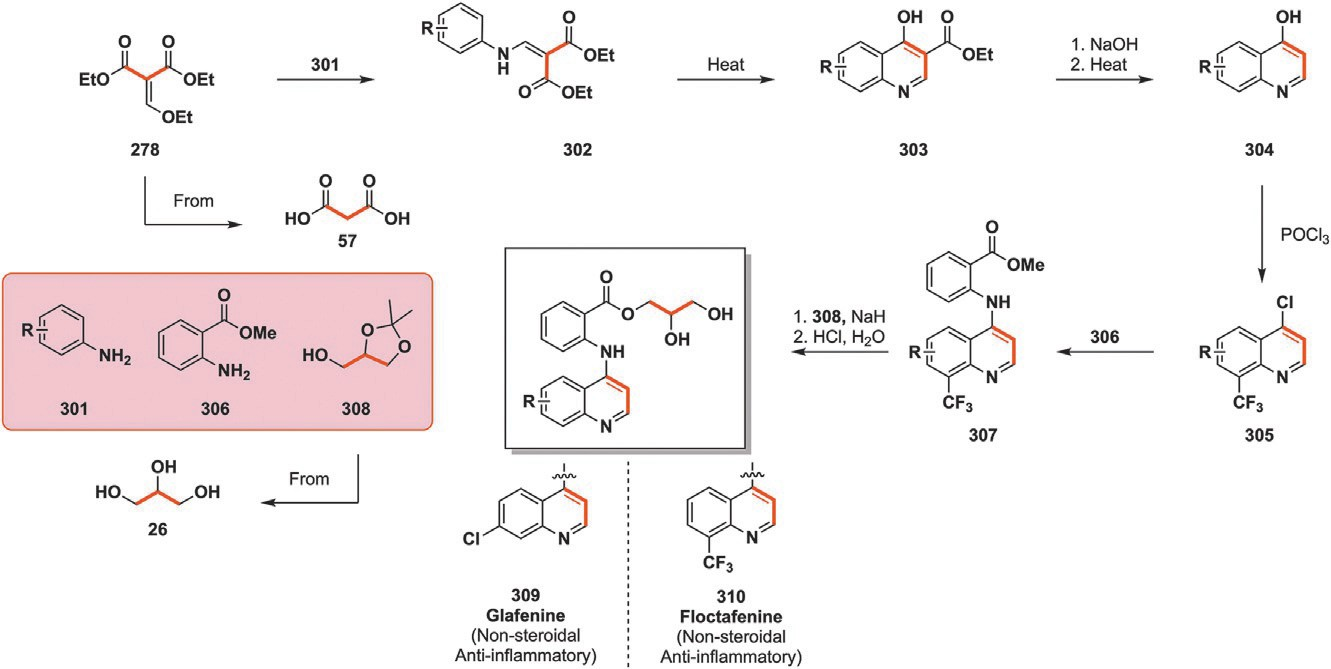 O O
EtO OEt
OEt
278
301
R
N
H
O
OEt
O OEt
302
Heat
OH O
OEt
R
N
303
1. NaOH
2. Heat
OH
R
N
304
From
O O
HO OH
57
POCl3
R
NH2
301
O
OMe
NH2
306
O
HO O
308
From
OH
HO OH
26
O
O OH
OH
NH
R
N
1. 308, NaH
2. HCl, H2O
O
OMe
NH
R
N
CF3
307
306
Cl
R
N
CF3
305
Cl N
309
Glafenine
(Non-steroidal
Anti-inflammatory)
N
CF3
310
Floctafenine
(Non-steroidal
Anti-inflammatory)